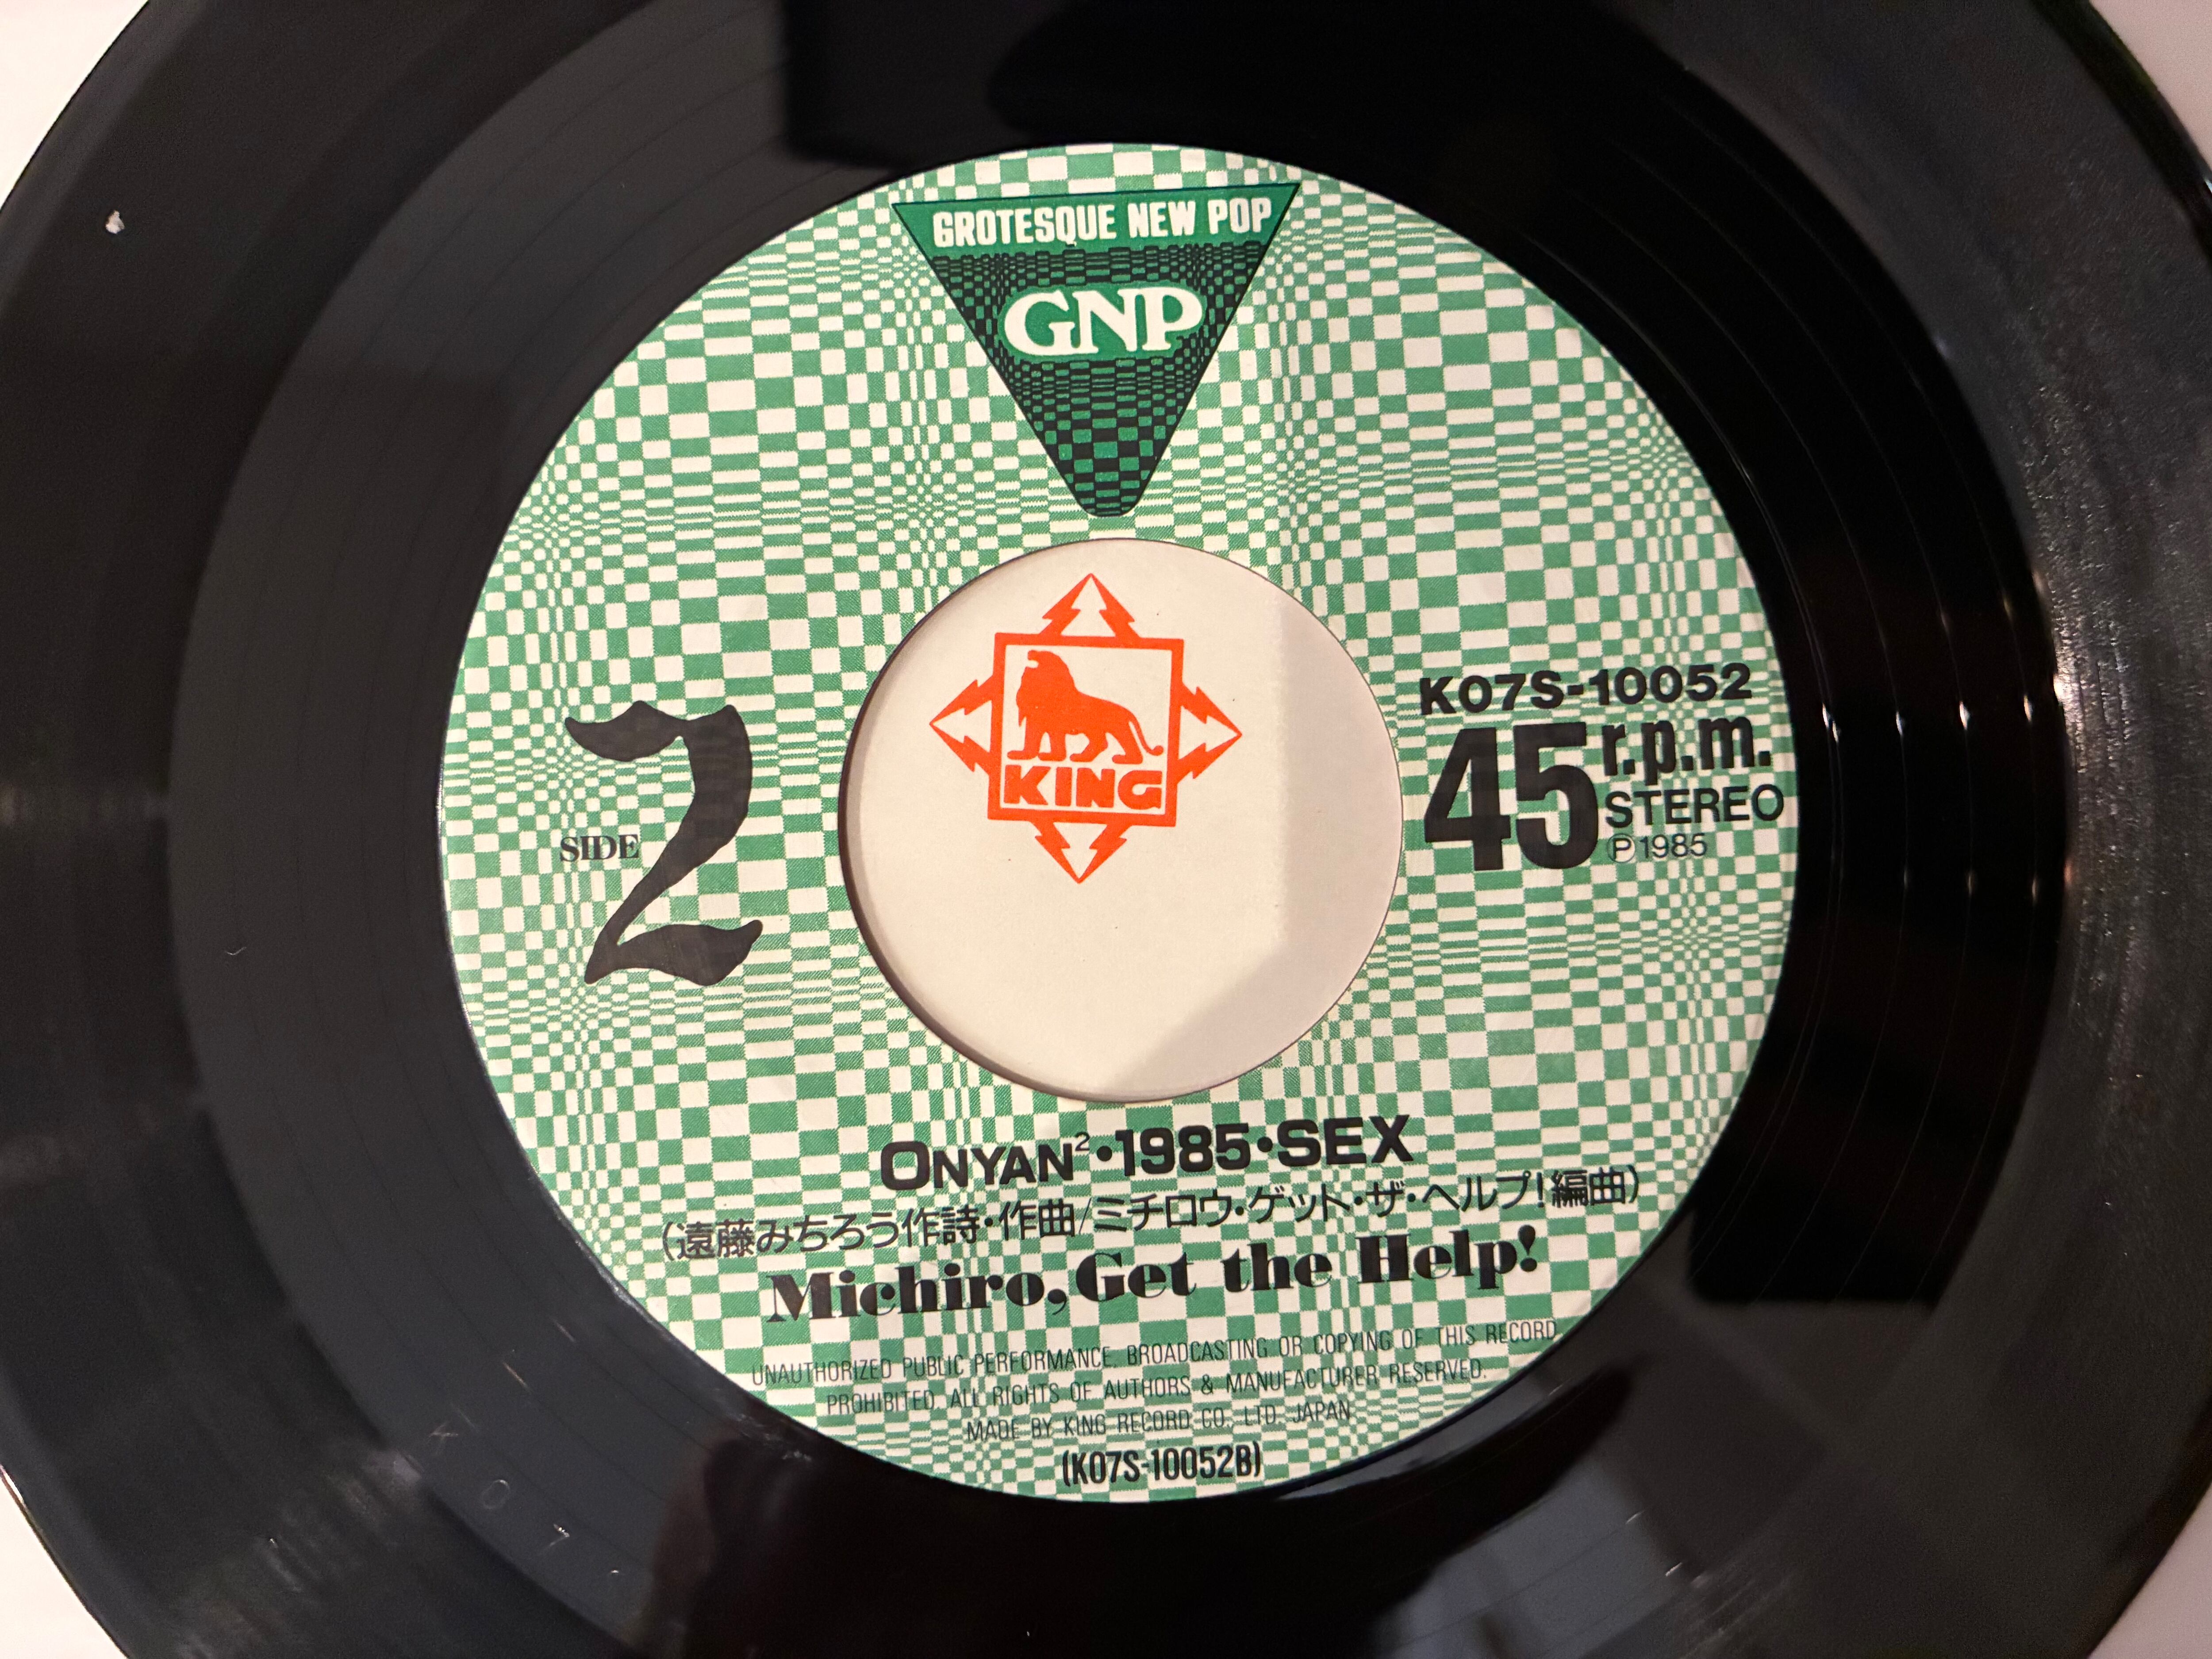 GROTESQUE NEW POP
GNP
KING
K07S-10052
45 r.p.m.
STEREO
Ⓟ1985
SIDE 2
ONYAN²・1985・SEX
(遠藤みちろう作詩・作曲/ミチロウ・ゲット・ザ・ヘルプ!編曲)
Michiro, Get the Help!
UNAUTHORIZED PUBLIC PERFORMANCE, BROADCASTING OR COPYING OF THIS RECORD
PROHIBITED. ALL RIGHTS OF AUTHORS & MANUFACTURER RESERVED.
MADE BY KING RECORD CO., LTD. JAPAN
(K07S-10052B)
K 0 7